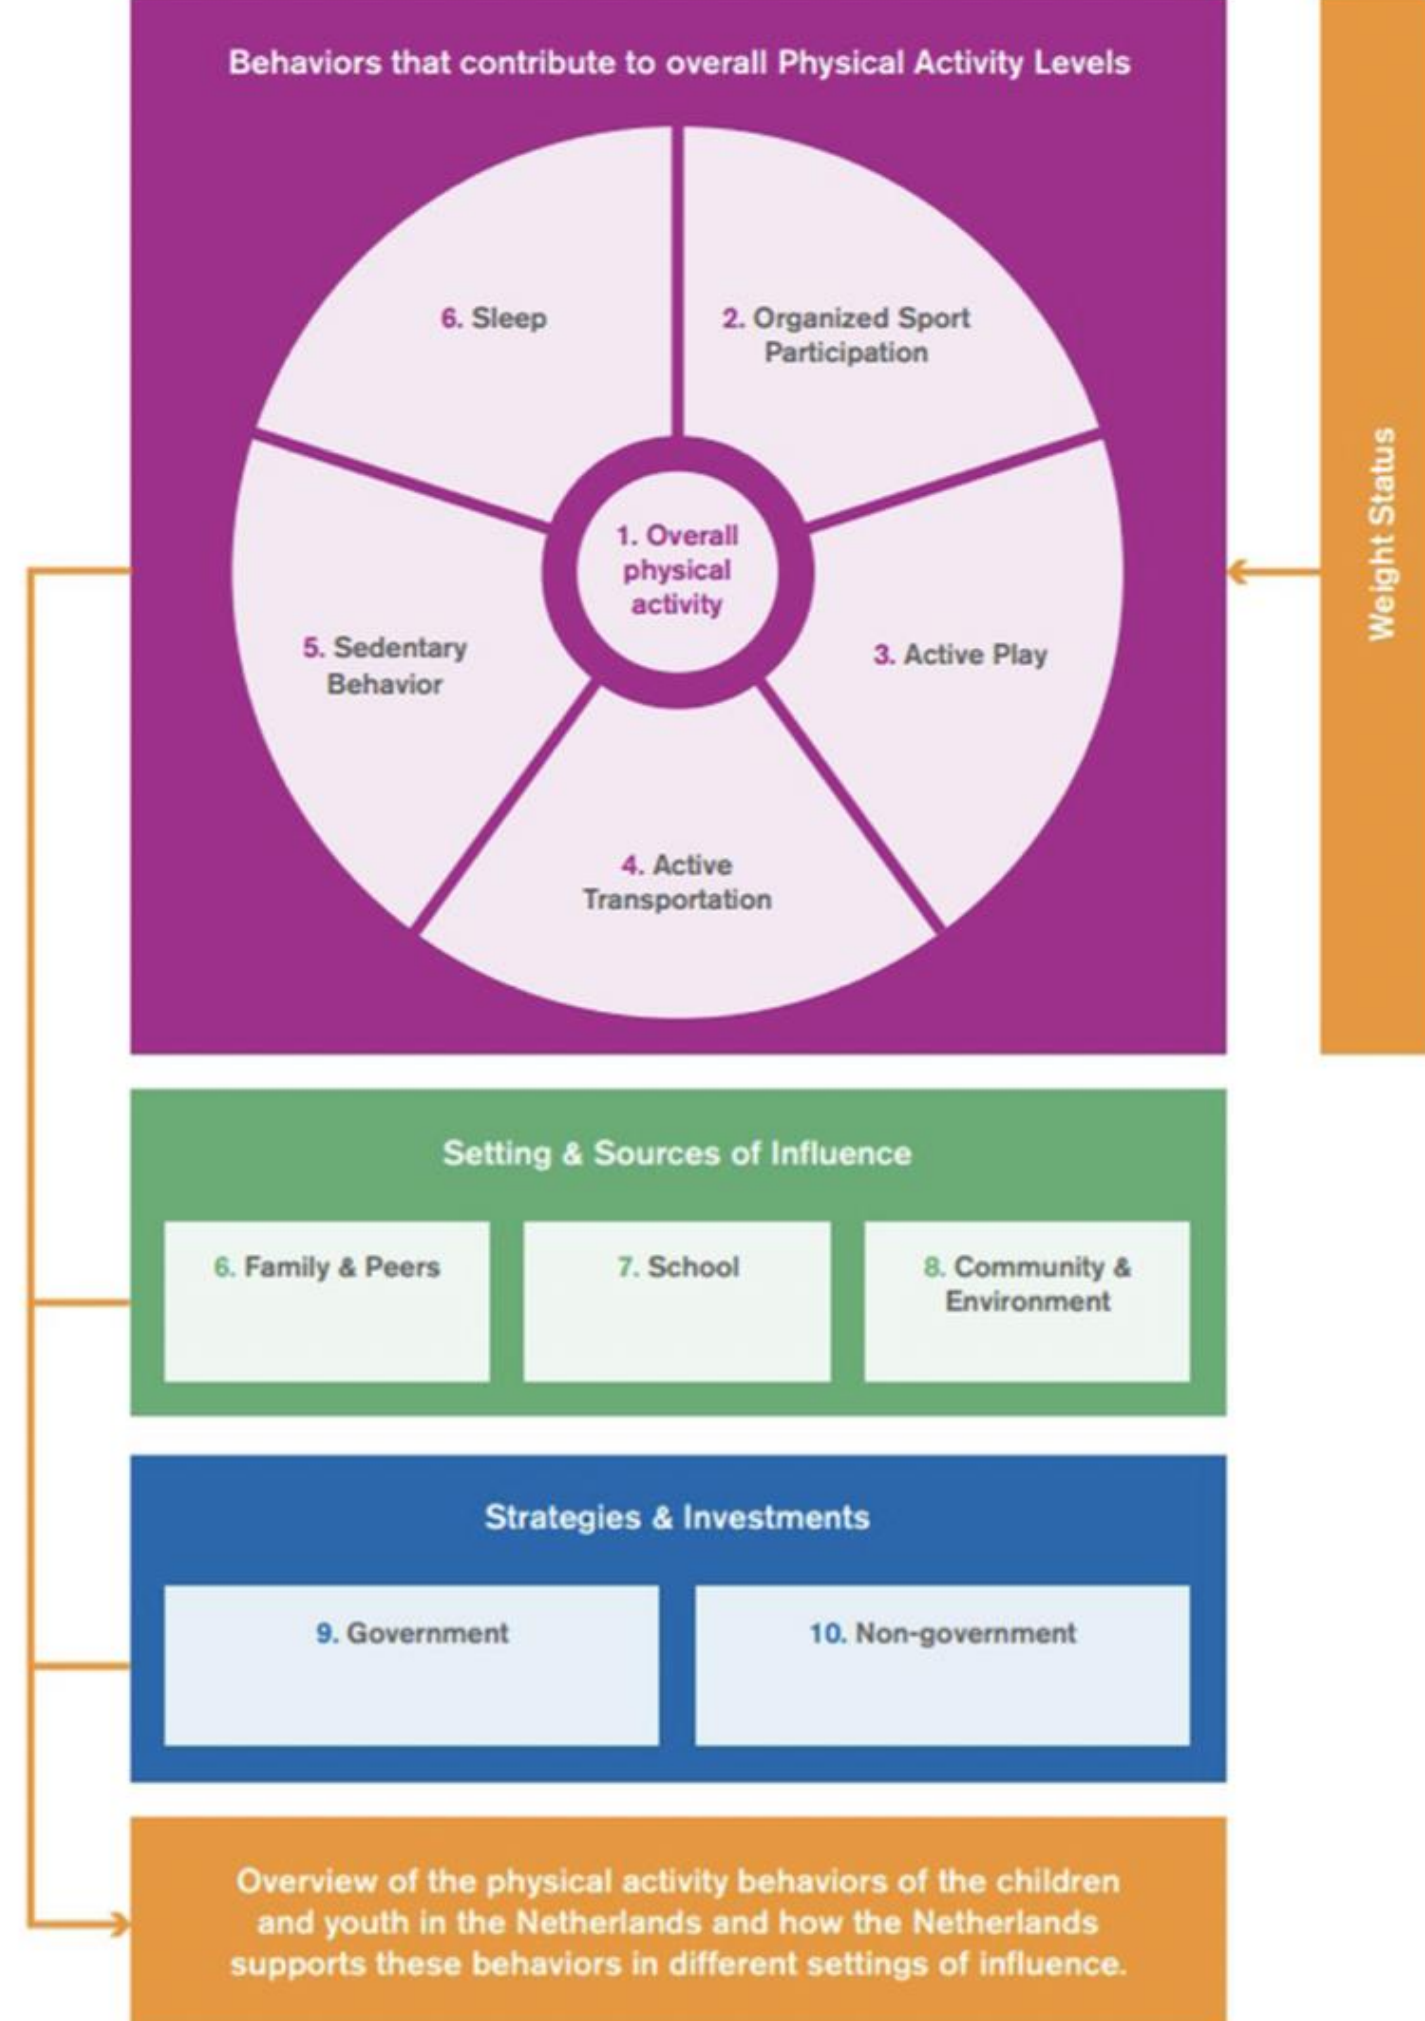 Behaviors that contribute to overall Physical Activity Levels
6. Sleep
2. Organized Sport
Participation
1. Overall
physical
activity
5. Sedentary
Behavior
3. Active Play
4. Active
Transportation
Weight Status
Setting & Sources of Influence
6. Family & Peers
7. School
8. Community &
Environment
Strategies & Investments
9. Government
10. Non-government
Overview of the physical activity behaviors of the children
and youth in the Netherlands and how the Netherlands
supports these behaviors in different settings of influence.